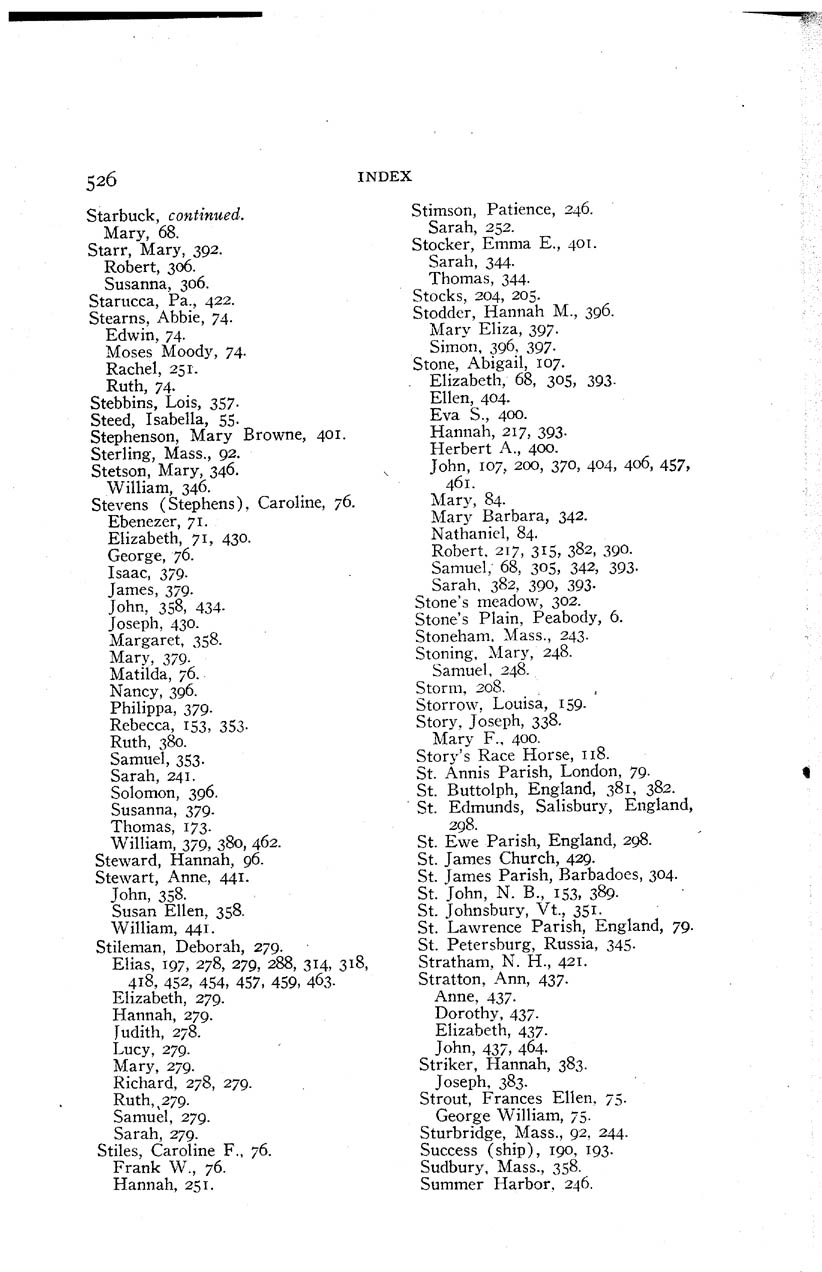 526
INDEX
Starbuck, continued.
Mary, 68.
Starr, Mary, 392.
Robert, 306.
Susanna, 306.
Starucca, Pa., 422.
Stearns, Abbie, 74.
Edwin, 74.
Moses Moody, 74.
Rachel, 251.
Ruth, 74.
Stebbins, Lois, 357.
Steed, Isabella, 55.
Stephenson, Mary Browne, 401.
Sterling, Mass., 92.
Stetson, Mary, 346.
William, 346.
Stevens (Stephens), Caroline, 76.
Ebenezer, 71.
Elizabeth, 71, 430.
George, 76.
Isaac, 379.
James, 379.
John, 358, 434.
Joseph, 430.
Margaret, 358.
Mary, 379.
Matilda, 76.
Nancy, 396.
Philippa, 379.
Rebecca, 153, 353.
Ruth, 380.
Samuel, 353.
Sarah, 241.
Solomon, 396.
Susanna, 379.
Thomas, 173.
William, 379, 380, 462.
Steward, Hannah, 96.
Stewart, Anne, 441.
John, 358.
Susan Ellen, 358.
William, 441.
Stileman, Deborah, 279.
Elias, 197, 278, 279, 288, 314, 318,
418, 452, 454, 457, 459, 463.
Elizabeth, 279.
Hannah, 279.
Judith, 278.
Lucy, 279.
Mary, 279.
Richard, 278, 279.
Ruth, 279.
Samuel, 279.
Sarah, 279.
Stiles, Caroline F., 76.
Frank W., 76.
Hannah, 251.
Stimson, Patience, 246.
Sarah, 252.
Stocker, Emma E., 401.
Sarah, 344.
Thomas, 344.
Stocks, 204, 205.
Stodder, Hannah M., 396.
Mary Eliza, 397.
Simon, 396, 397.
Stone, Abigail, 107.
Elizabeth, 68, 305, 393.
Ellen, 404.
Eva S., 400.
Hannah, 217, 393.
Herbert A., 400.
John, 107, 200, 370, 404, 406, 457,
461.
Mary, 84.
Mary Barbara, 342.
Nathaniel, 84.
Robert, 217, 315, 382, 390.
Samuel, 68, 305, 342, 393.
Sarah, 382, 390, 393.
Stone's meadow, 302.
Stone's Plain, Peabody, 6.
Stoneham, Mass., 243.
Stoning, Mary, 248.
Samuel, 248.
Storm, 208.
Storrow, Louisa, 159.
Story, Joseph, 338.
Mary F., 400.
Story's Race Horse, 118.
St. Annis Parish, London, 79.
St. Buttolph, England, 381, 382.
St. Edmunds, Salisbury, England,
298.
St. Ewe Parish, England, 298.
St. James Church, 429.
St. James Parish, Barbadoes, 304.
St. John, N. B., 153, 389.
St. Johnsbury, Vt., 351.
St. Lawrence Parish, England, 79.
St. Petersburg, Russia, 345.
Stratham, N. H., 421.
Stratton, Ann, 437.
Anne, 437.
Dorothy, 437.
Elizabeth, 437.
John, 437, 464.
Striker, Hannah, 383.
Joseph, 383.
Strout, Frances Ellen, 75.
George William, 75.
Sturbridge, Mass., 92, 244.
Success (ship), 190, 193.
Sudbury, Mass., 358.
Summer Harbor, 246.